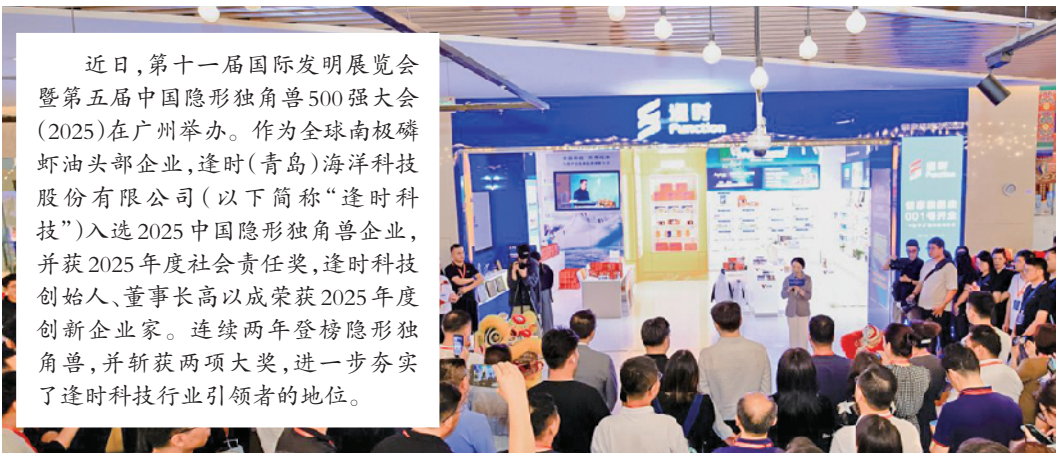 近日,第十一届国际发明展览会
暨第五届中国隐形独角兽500强大会
(2025)在广州举办。作为全球南极磷
虾油头部企业,逢时(青岛)海洋科技
股份有限公司(以下简称“逢时科
技”)入选2025中国隐形独角兽企业,
并获2025年度社会责任奖,逢时科技
创始人、董事长高以成荣获2025年度
创新企业家。连续两年登榜隐形独
角兽,并斩获两项大奖,进一步夯实
了逢时科技行业引领者的地位。
逢时
Function
逢时
Function